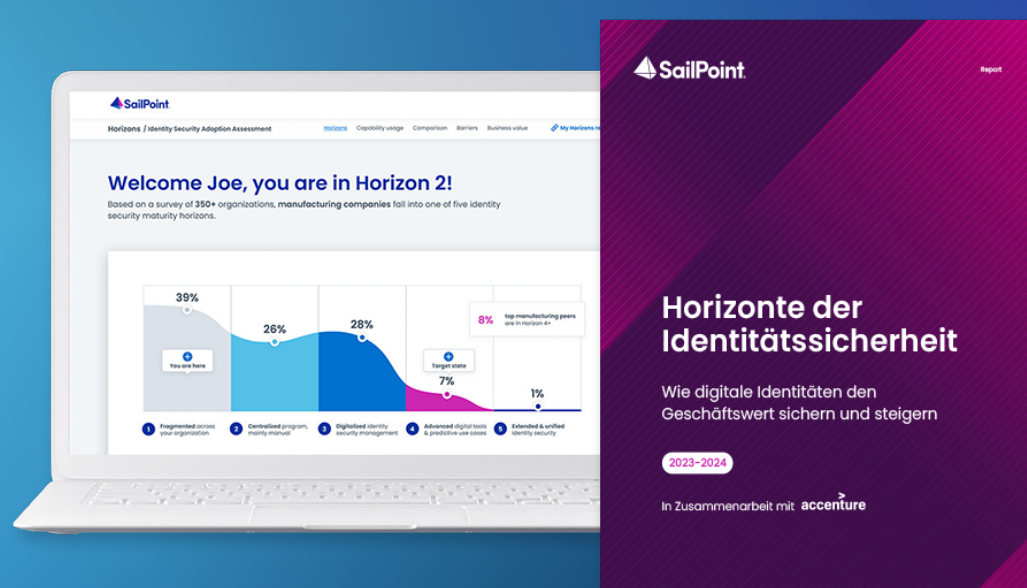 SailPoint
Horizons / Identity Security Adoption Assessment
Horizons Capability usage Comparison Barriers Business value My Horizons
Welcome Joe, you are in Horizon 2!
Based on a survey of 350+ organizations, manufacturing companies fall into one of five identity
security maturity horizons.
39%
26%
28%
8%
top manufacturing peers
are in Horizon 4+
You are here
Target state
7%
1%
1 Fragmented across
your organization
2 Centralized program,
mainly manual
3 Digitalized identity
security management
4 Advanced digital tools
& predictive use cases
5 Extended & unified
identity security
SailPoint
Report
Horizonte der
Identitätssicherheit
Wie digitale Identitäten den
Geschäftswert sichern und steigern
2023-2024
In Zusammenarbeit mit accenture